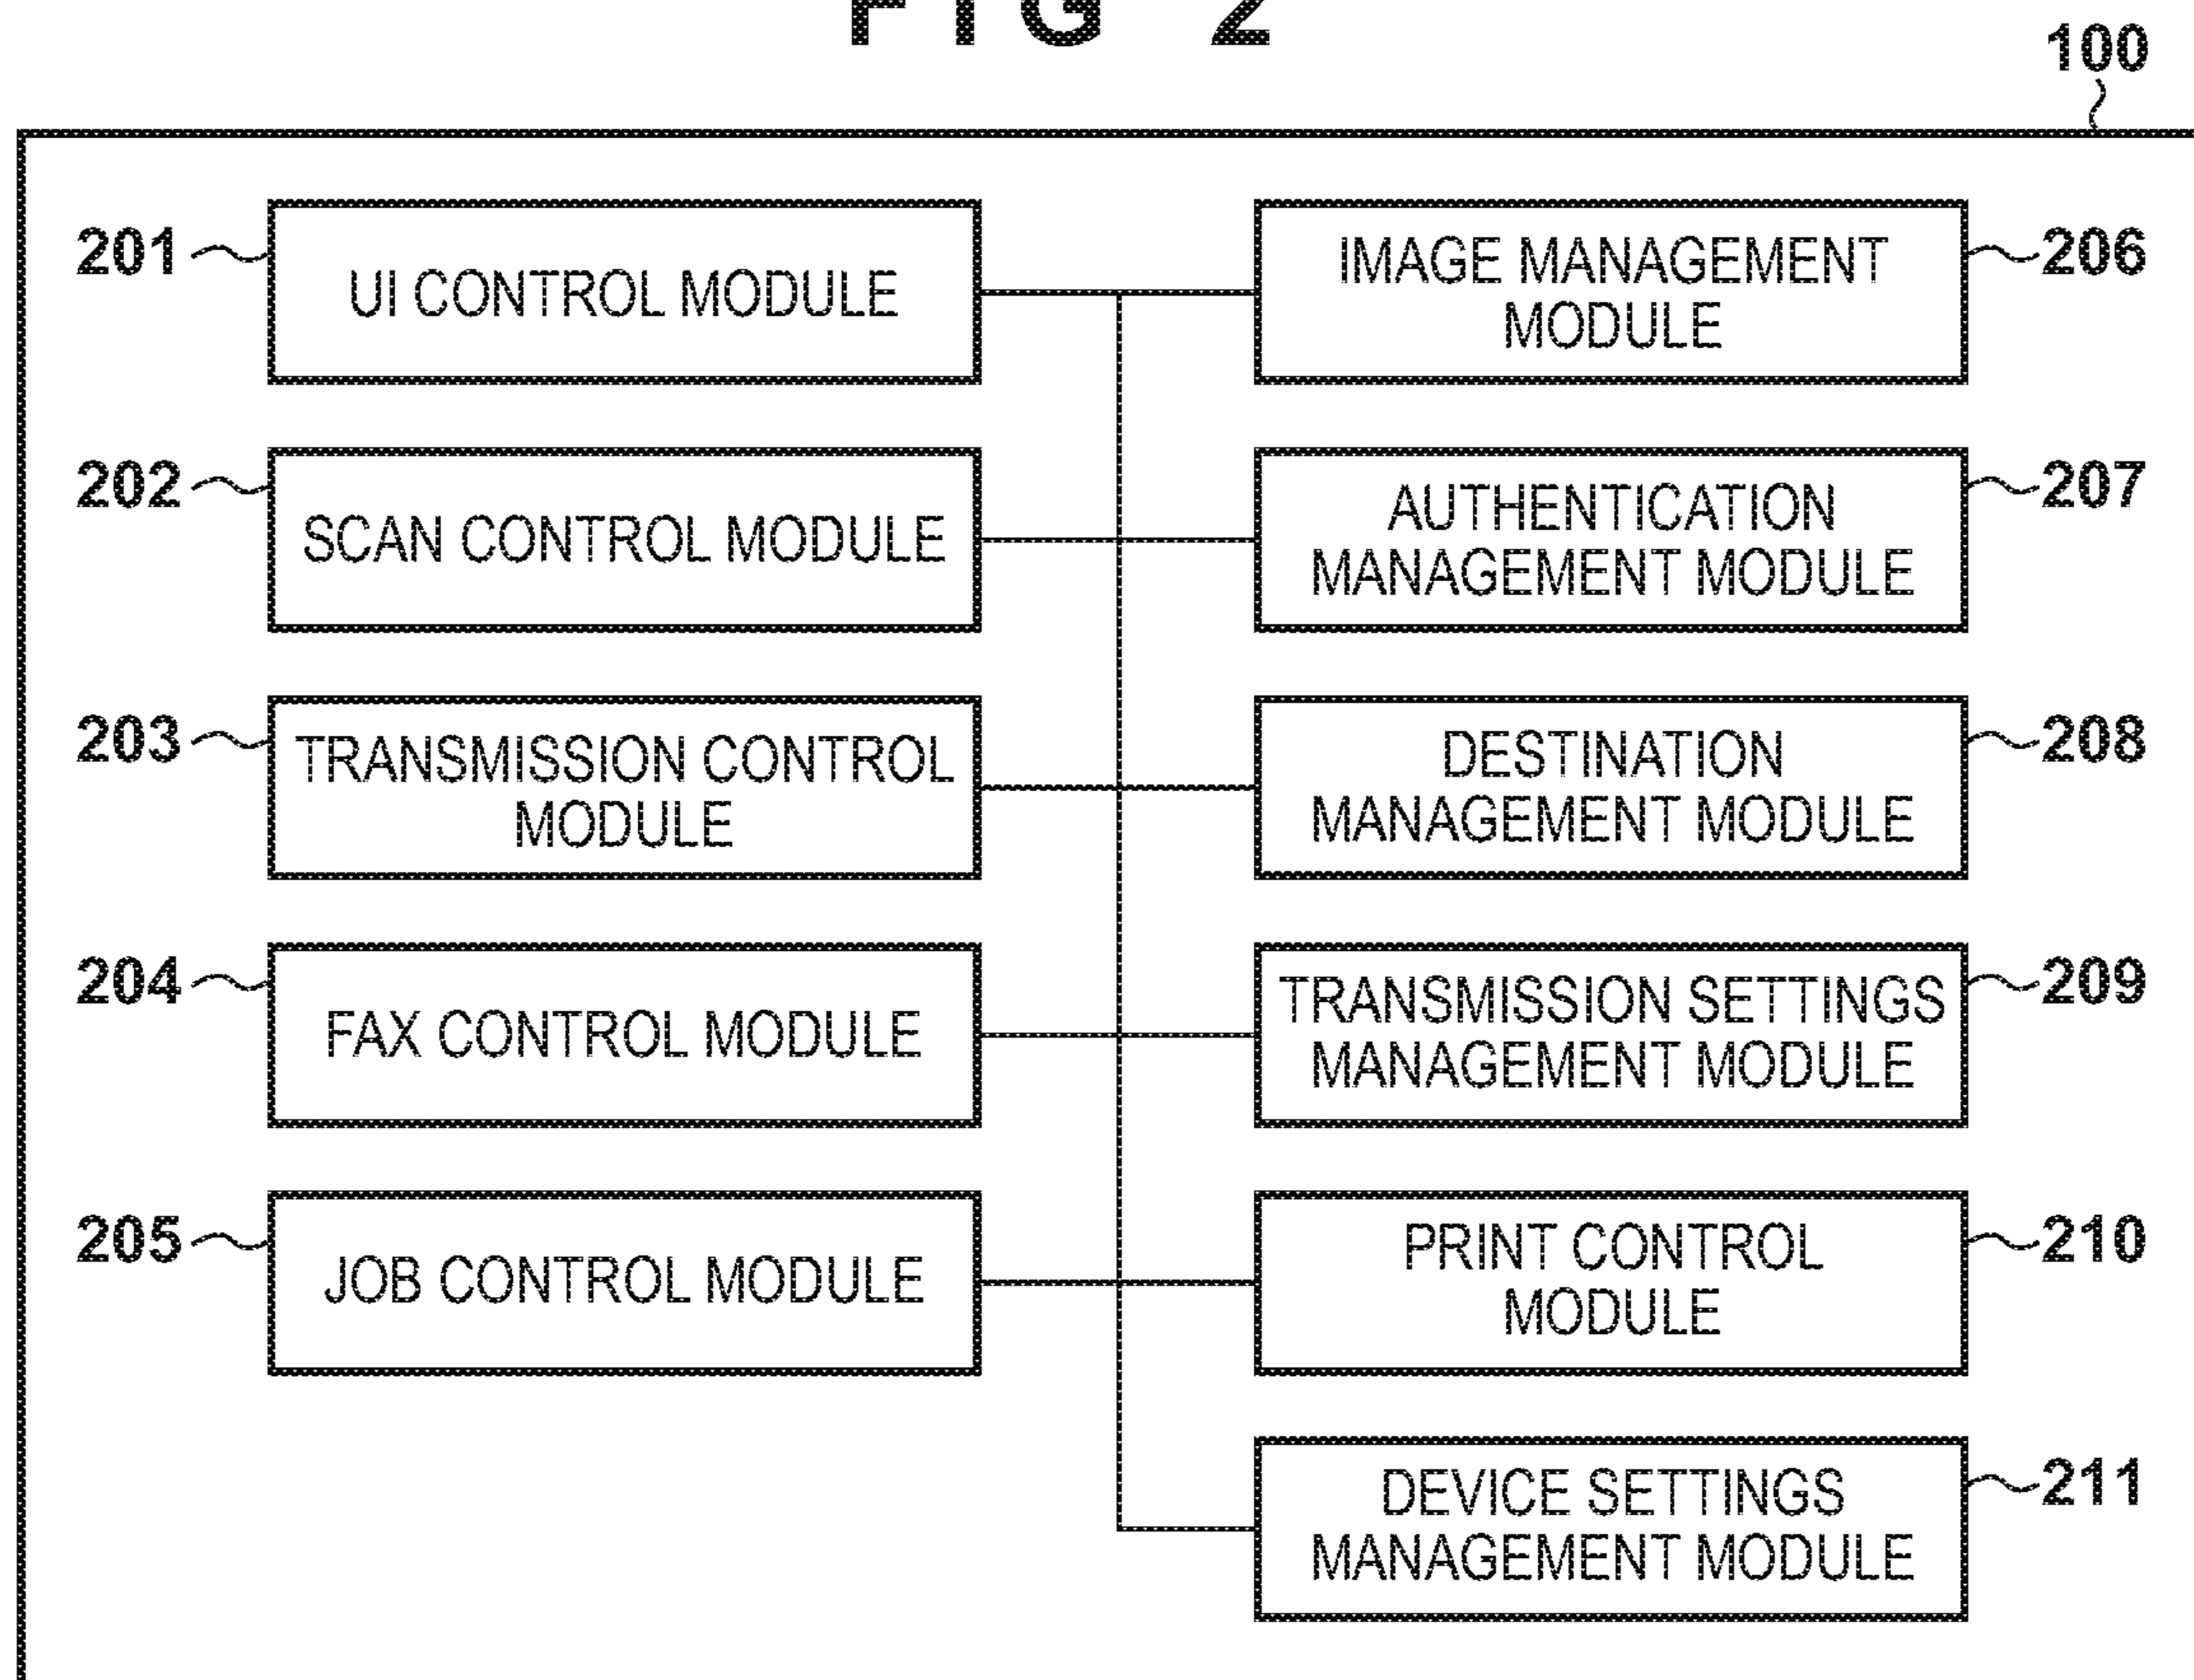 FIG 2
100
201
UI CONTROL MODULE
IMAGE MANAGEMENT
MODULE
206
202
SCAN CONTROL MODULE
AUTHENTICATION
MANAGEMENT MODULE
207
203
TRANSMISSION CONTROL
MODULE
DESTINATION
MANAGEMENT MODULE
208
204
FAX CONTROL MODULE
TRANSMISSION SETTINGS
MANAGEMENT MODULE
209
205
JOB CONTROL MODULE
PRINT CONTROL
MODULE
210
DEVICE SETTINGS
MANAGEMENT MODULE
211